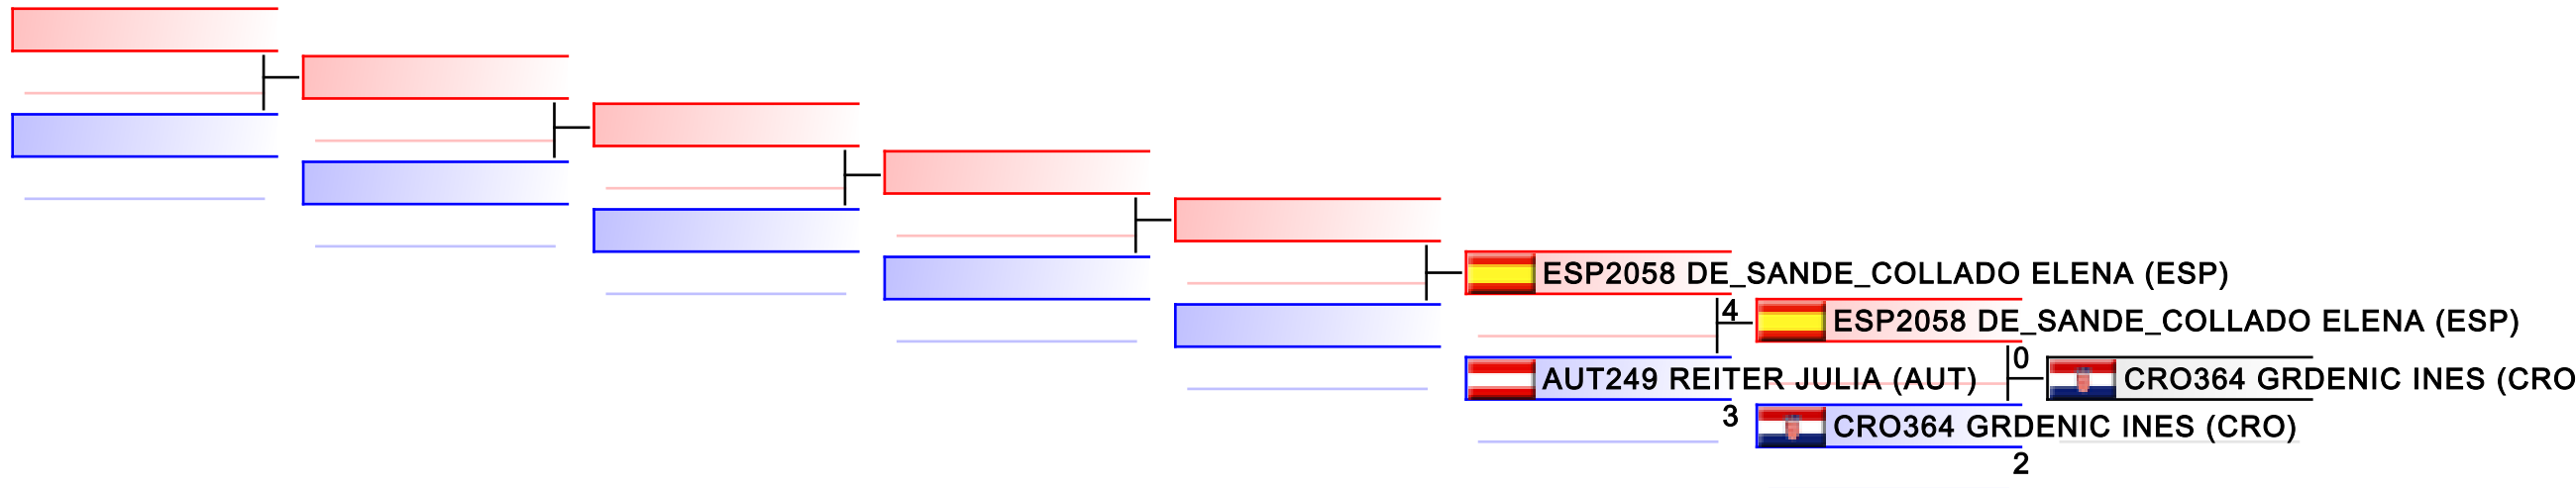 ESP2058 DE_SANDE_COLLADO ELENA (ESP)
4
ESP2058 DE_SANDE_COLLADO ELENA (ESP)
0
AUT249 REITER JULIA (AUT)
CRO364 GRDENIC INES (CRO
3
CRO364 GRDENIC INES (CRO)
2